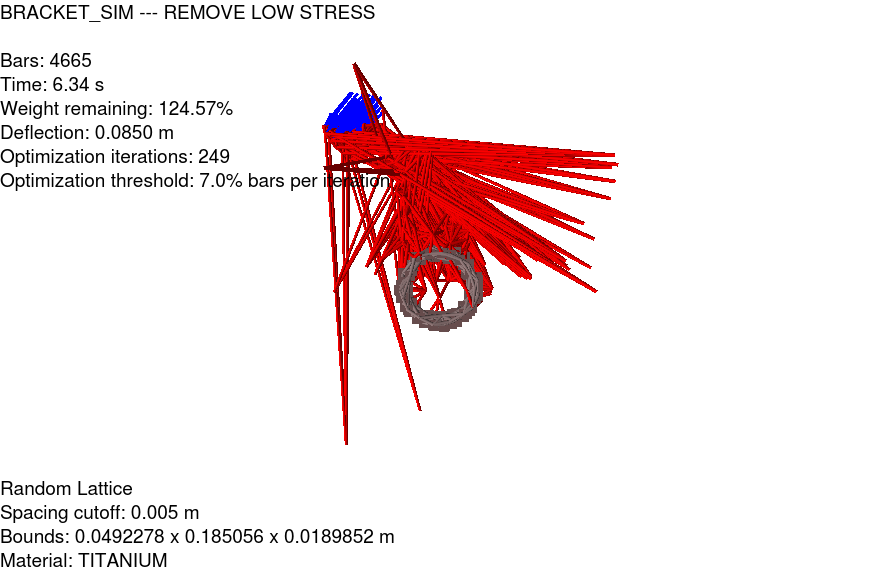 BRACKET_SIM --- REMOVE LOW STRESS
Bars: 4665
Time: 6.34 s
Weight remaining: 124.57%
Deflection: 0.0850 m
Optimization iterations: 249
Optimization threshold: 7.0% bars per iteration
Random Lattice
Spacing cutoff: 0.005 m
Bounds: 0.0492278 x 0.185056 x 0.0189852 m
Material: TITANIUM